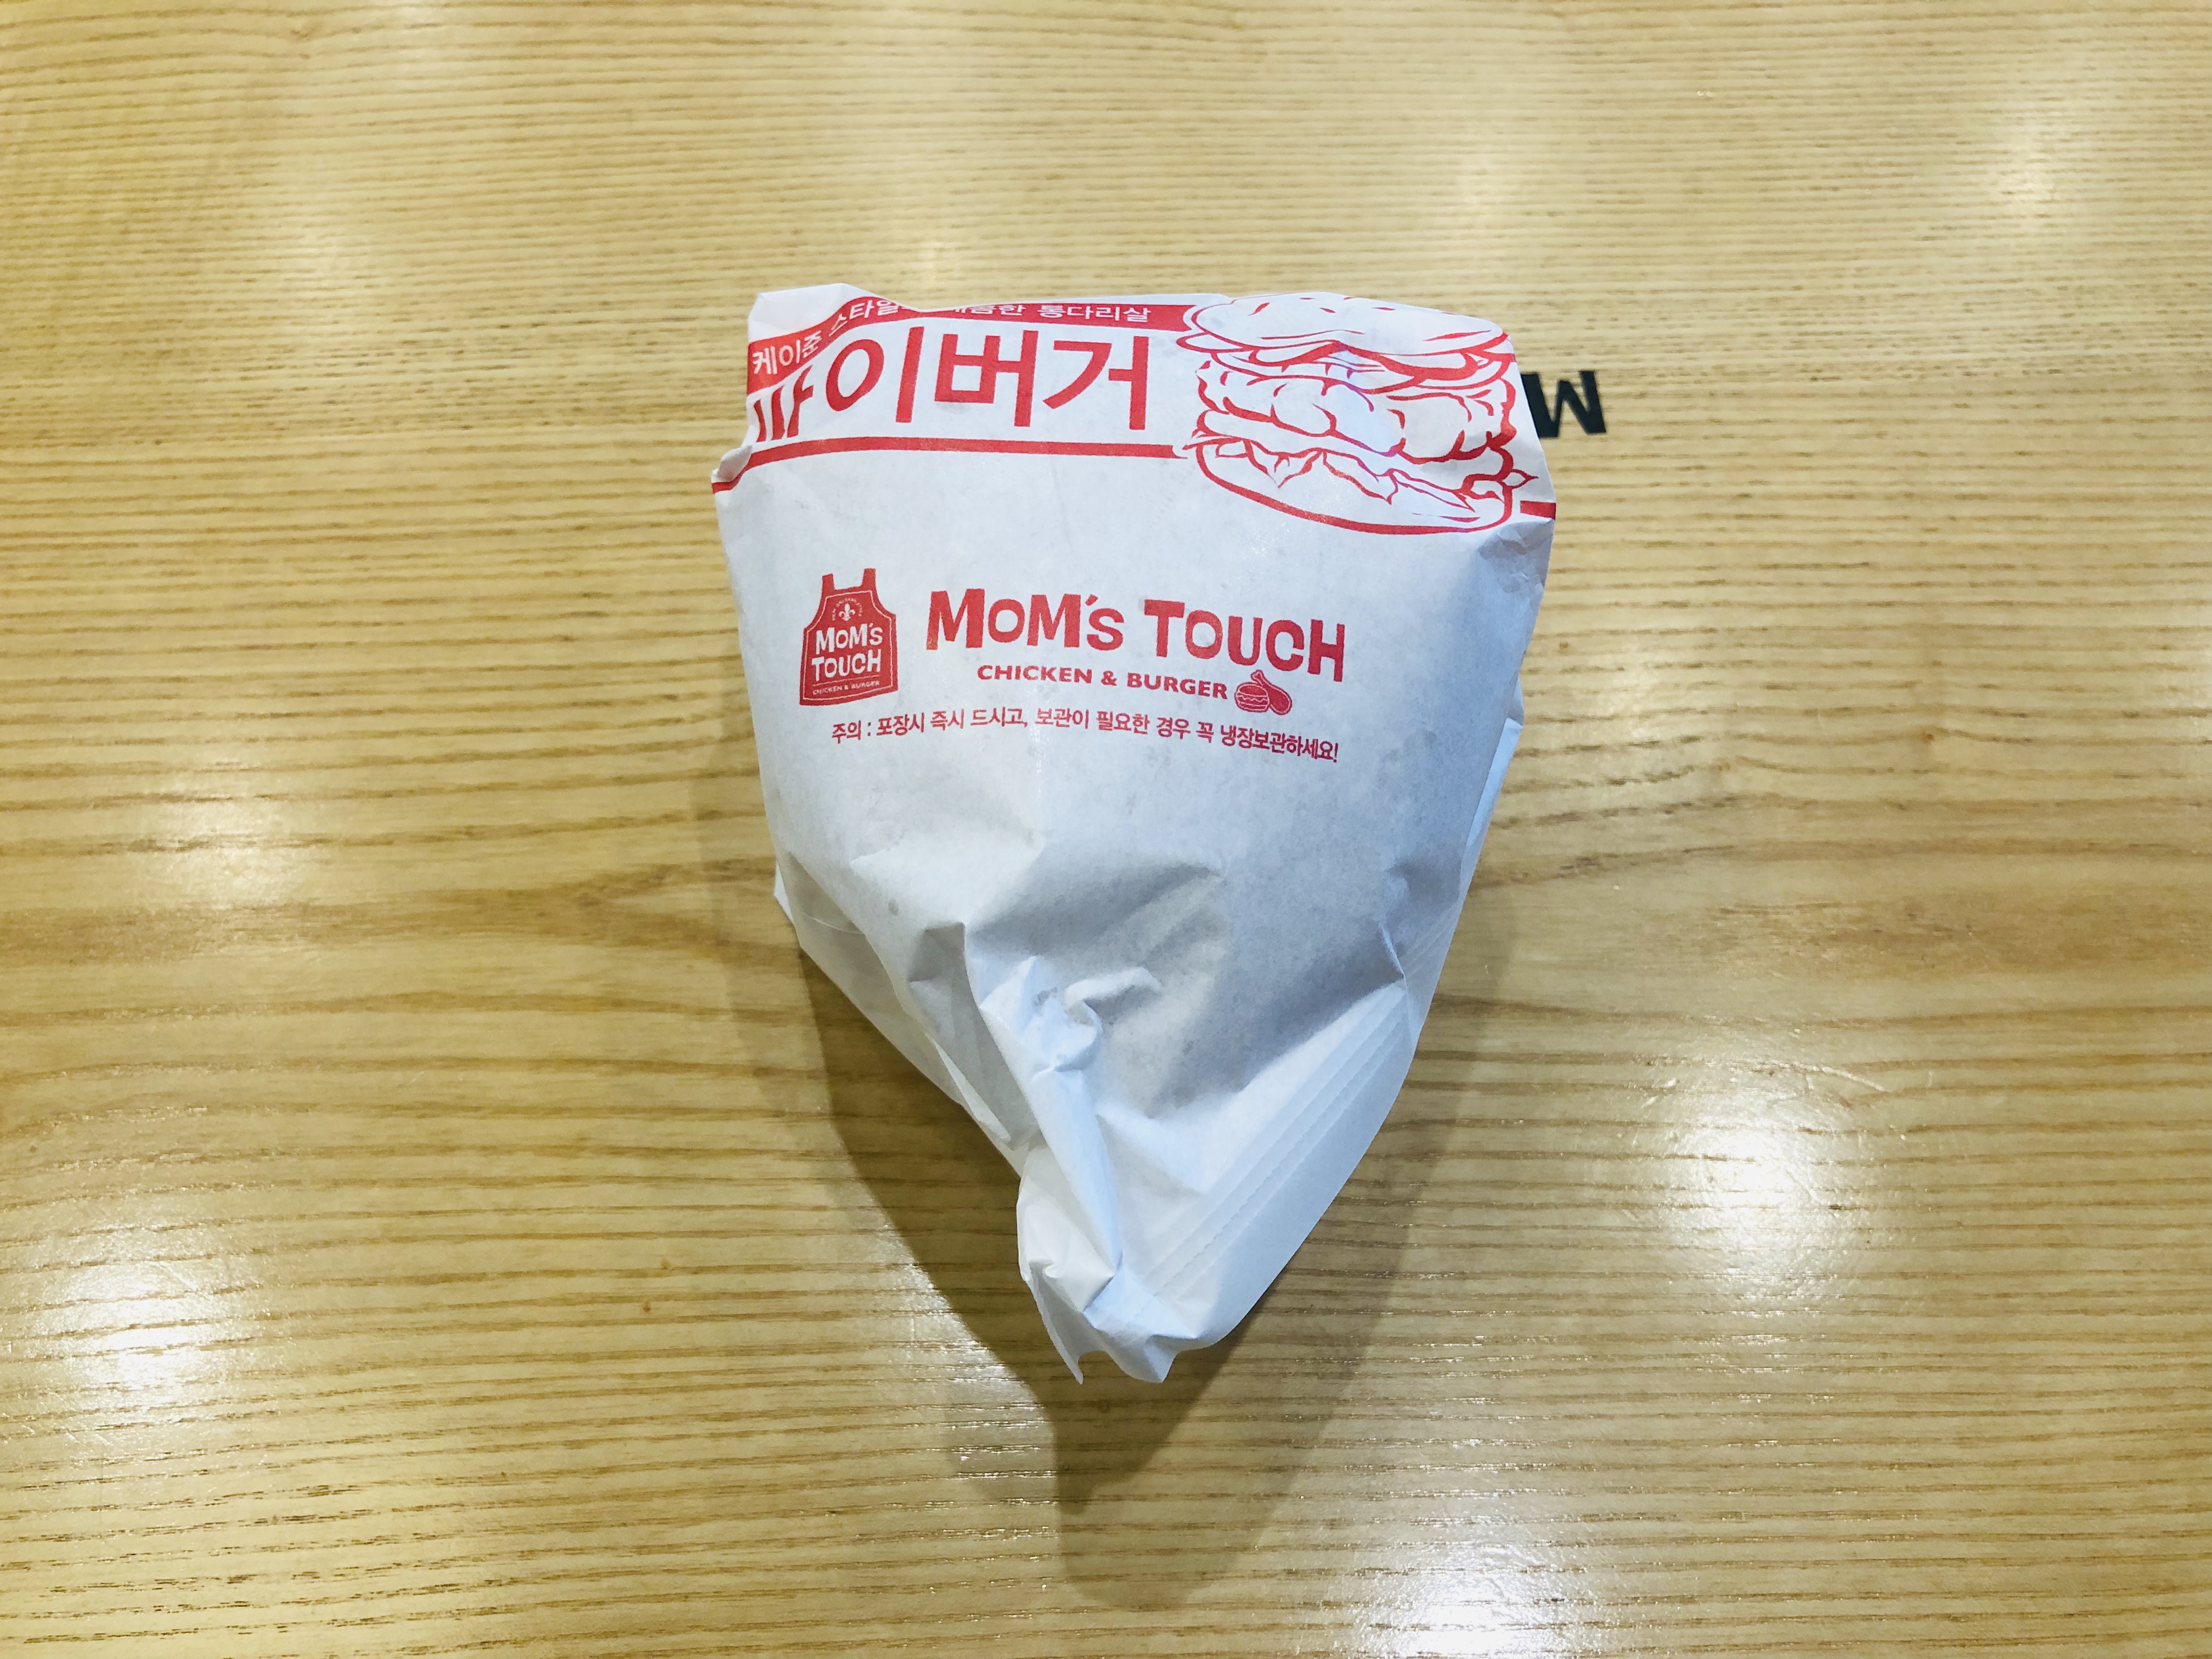 케이준 스타일 통다리살
싸이버거
MOM'S
TOUCH
CHICKEN & BURGER
MOM'S TOUCH
CHICKEN & BURGER
주의 : 포장시 즉시 드시고, 보관이 필요한 경우 꼭 냉장보관하세요!
M